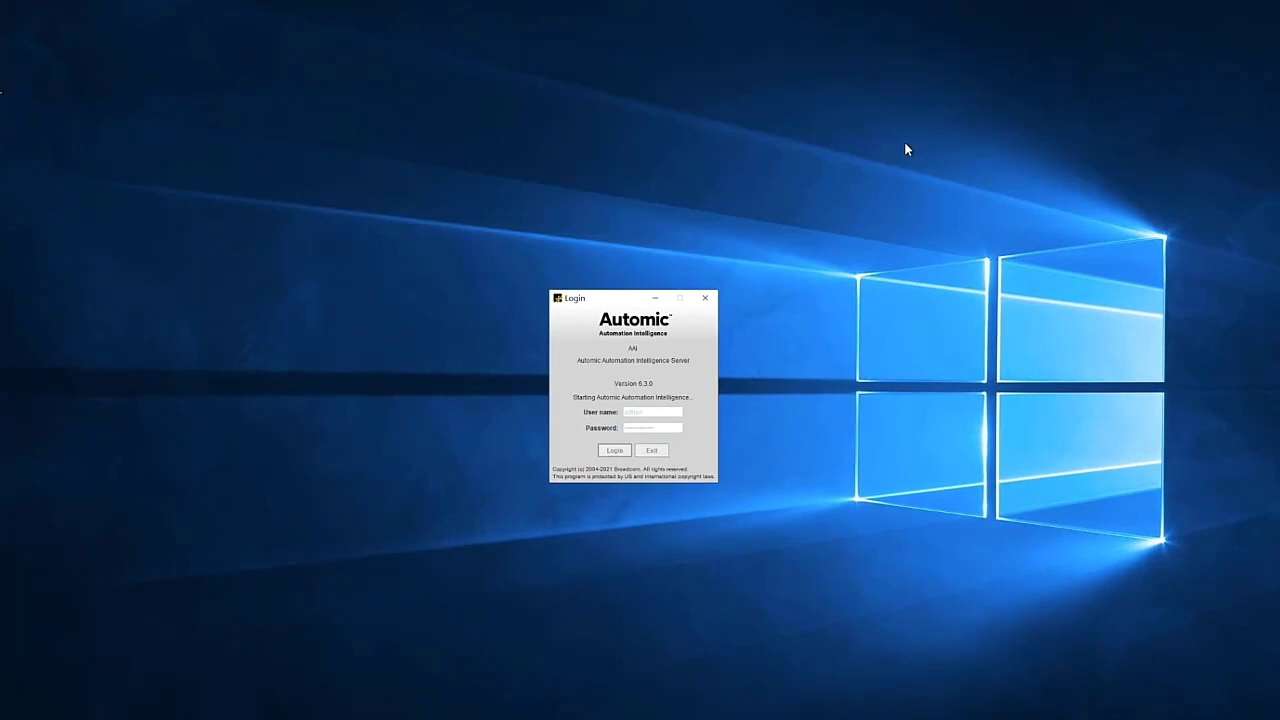 Login
Automic™
Automation Intelligence
AAI
Automic Automation Intelligence Server
Version 6.3.0
Starting Automic Automation Intelligence...
User name: admin
Password: ••••••••••••••
Login Exit
Copyright (c) 2004-2021 Broadcom. All rights reserved.
This program is protected by US and International copyright laws.